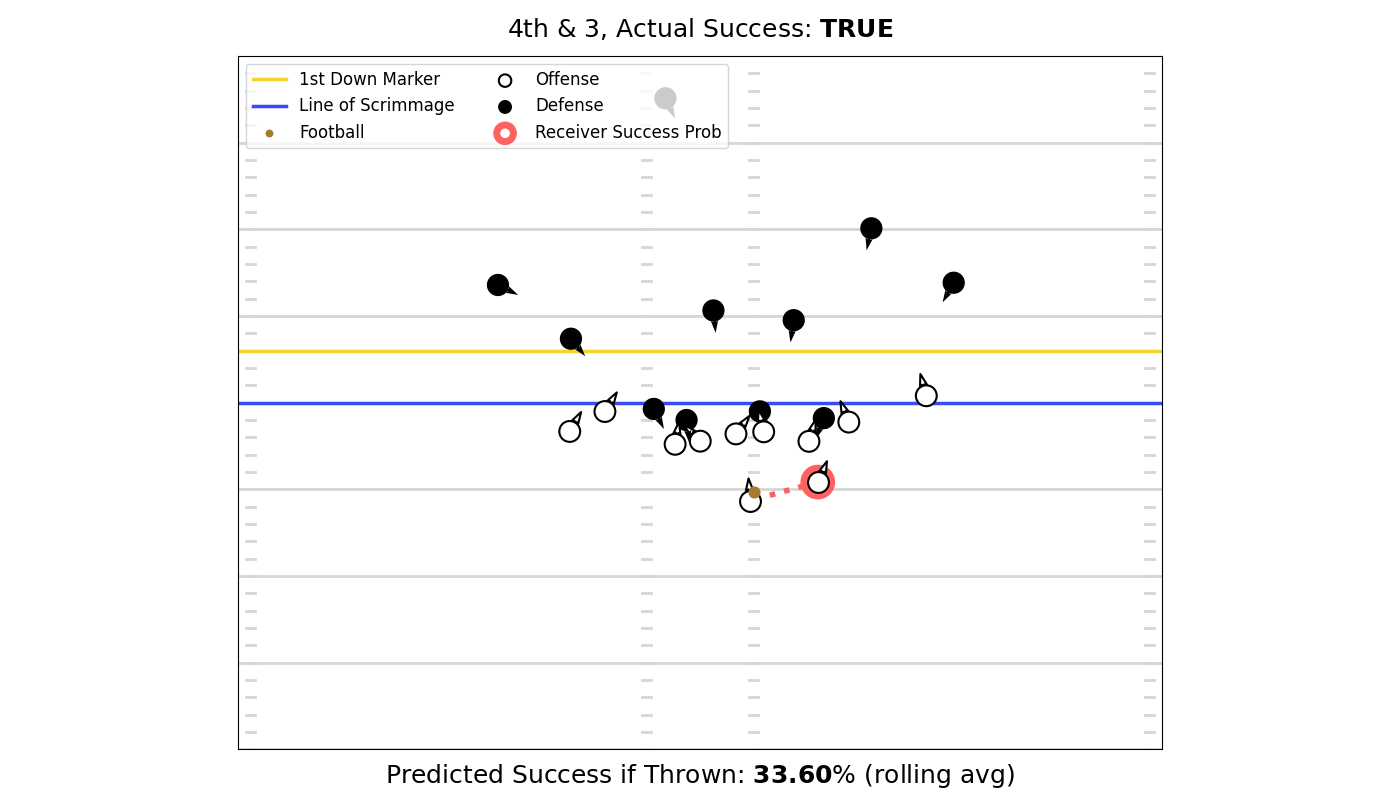 4th & 3, Actual Success: TRUE
1st Down Marker
Line of Scrimmage
Football
Offense
Defense
Receiver Success Prob
Predicted Success if Thrown: 33.60% (rolling avg)